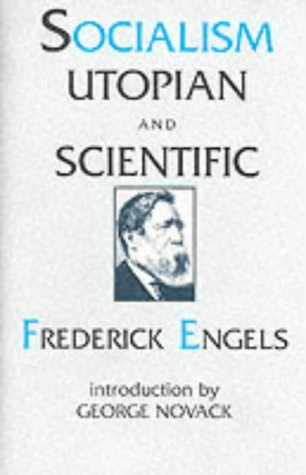 SOCIALISM
UTOPIAN
AND
SCIENTIFIC
FREDERICK ENGELS
introduction by
GEORGE NOVACK